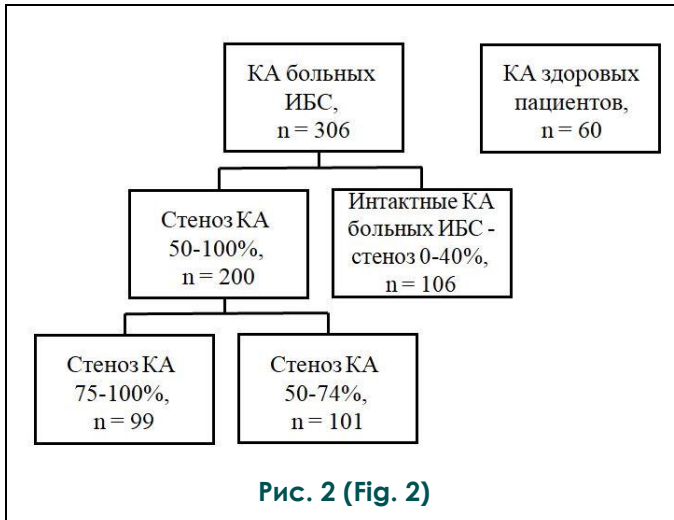 КА больных
ИБС,
n = 306
КА здоровых
пациентов,
n = 60
Стеноз КА
50-100%,
n = 200
Интактные КА
больных ИБС -
стеноз 0-40%,
n = 106
Стеноз КА
75-100%,
n = 99
Стеноз КА
50-74%,
n = 101
Рис. 2 (Fig. 2)